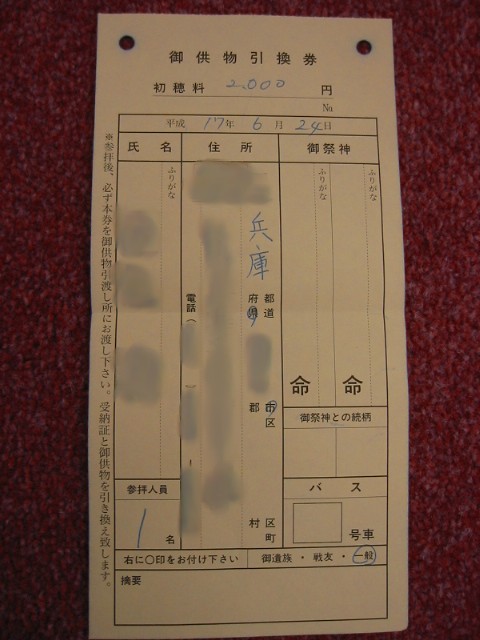 御供物引換券
初穂料 2,000 円
No.
平成 17年 6月 24日
御祭神
ふりがな
ふりがな
命
命
御祭神との続柄
バス
号車
住所
兵庫
都道
府県
市区
郡
区町
村
電話( )
氏名
ふりがな
参拝人員
1名
右に○印をお付け下さい
御遺族・戦友・一般
摘要
※参拝後、必ず本券を御供物引渡し所にお渡し下さい。受納証と御供物を引き換え致します。